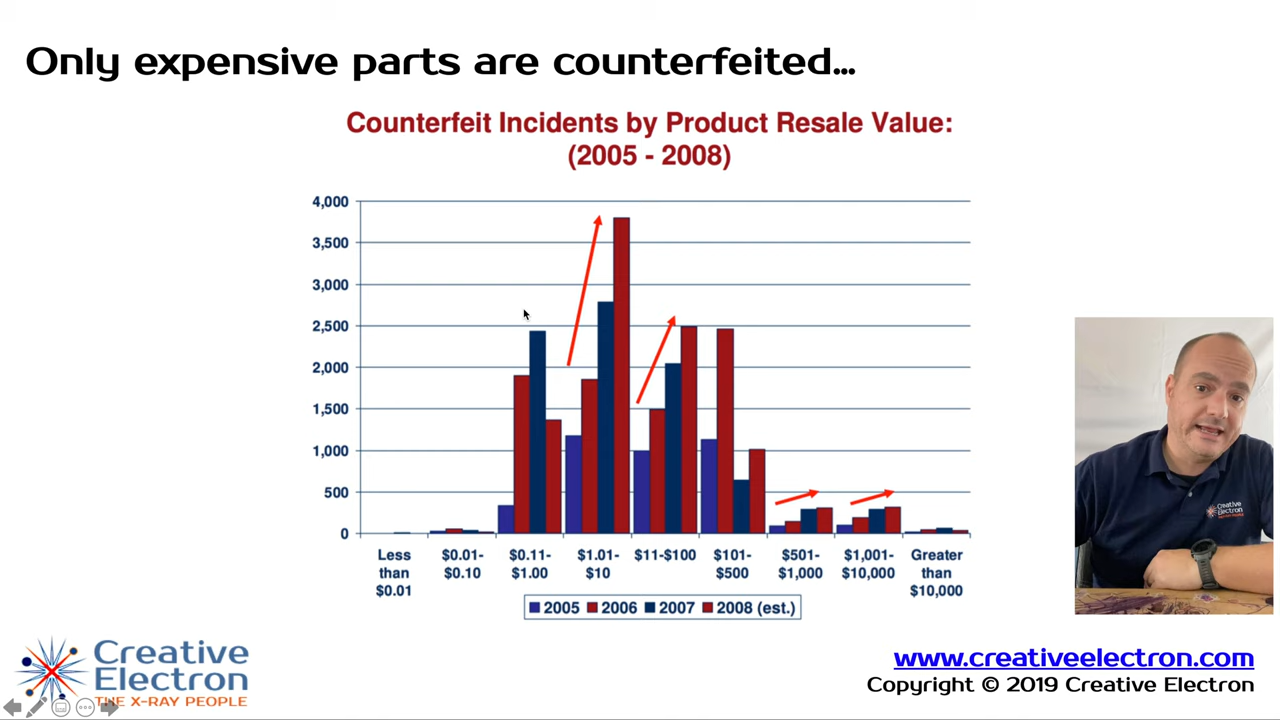 Only expensive parts are counterfeited...
Counterfeit Incidents by Product Resale Value:
(2005 - 2008)
4,000
3,500
3,000
2,500
2,000
1,500
1,000
500
0
Less than $0.01
$0.01-$0.10
$0.11-$1.00
$1.01-$10
$11-$100
$101-$500
$501-$1,000
$1,001-$10,000
Greater than $10,000
2005 2006 2007 2008 (est.)
Creative Electron
Creative
Electron
THE X-RAY PEOPLE
www.creativeelectron.com
Copyright © 2019 Creative Electron